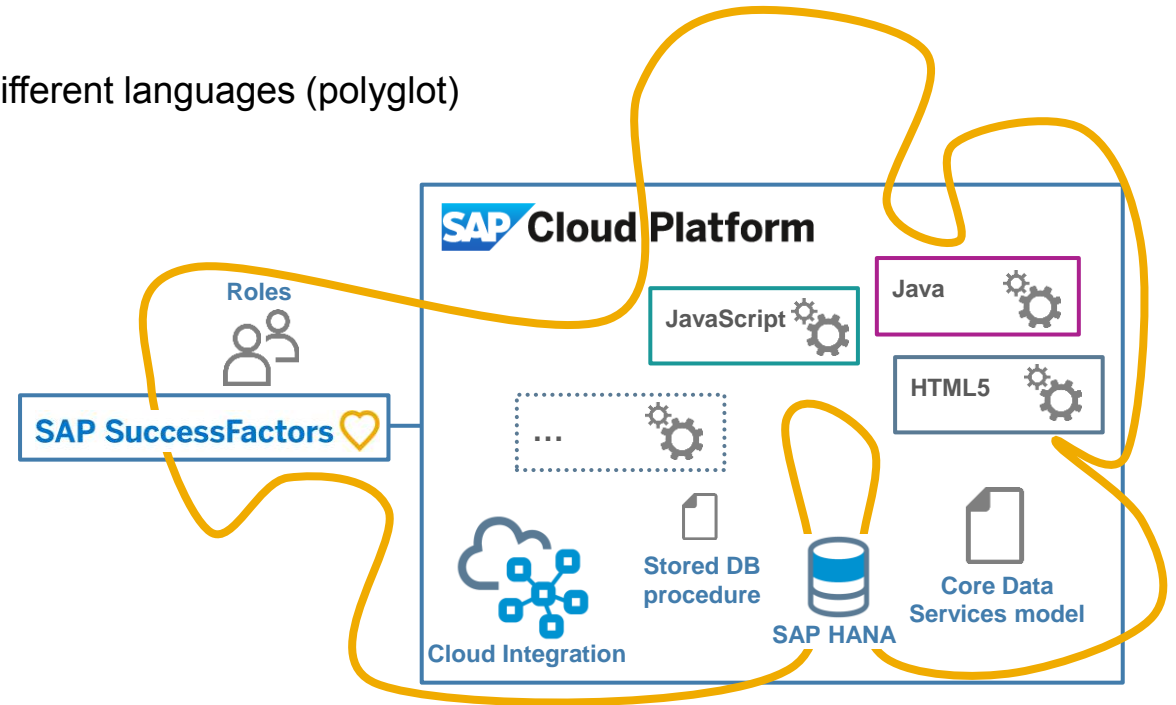 ifferent languages (polyglot)
SAP Cloud Platform
Roles
Java
JavaScript
HTML5
SAP SuccessFactors
...
Stored DB
procedure
Core Data
Services model
SAP HANA
Cloud Integration